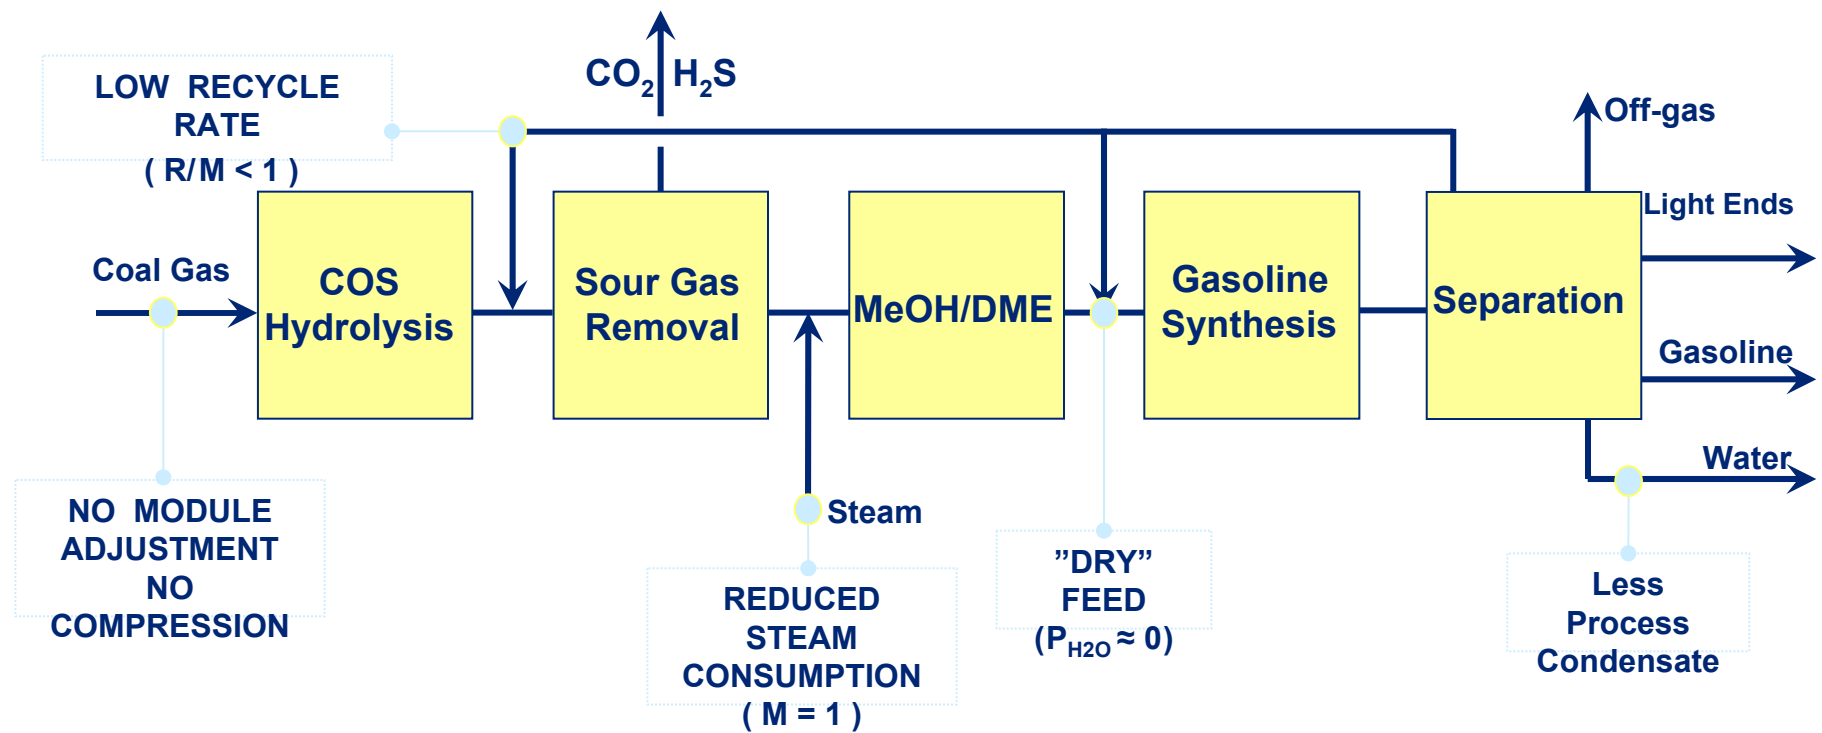 LOW RECYCLE
RATE
( R/M < 1 )
CO₂ H₂S
Off-gas
Light Ends
Coal Gas
COS
Hydrolysis
Sour Gas
Removal
MeOH/DME
Gasoline
Synthesis
Separation
Gasoline
Water
NO MODULE
ADJUSTMENT
NO
COMPRESSION
Steam
REDUCED
STEAM
CONSUMPTION
( M = 1 )
”DRY”
FEED
(P_H2O ≈ 0)
Less
Process
Condensate